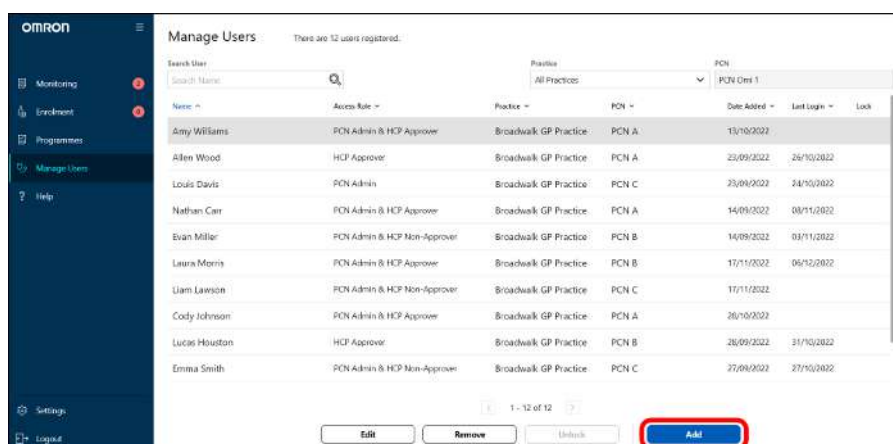 OMRON
Manage Users There are 12 users registered.
Search User Practice PCN
Search Name All Practices PCN Omi 1
Monitoring
Enrolment
Programmes
Manage Users
? Help
Name Access Role Practice PCN Date Added Last Login Lock
Amy Williams PCN Admin & HCP Approver Broadwalk GP Practice PCN A 13/10/2022
Allen Wood HCP Approver Broadwalk GP Practice PCN A 23/09/2022 26/10/2022
Louis Davis PCN Admin Broadwalk GP Practice PCN C 23/09/2022 24/10/2022
Nathan Carr PCN Admin & HCP Approver Broadwalk GP Practice PCN A 14/09/2022 08/11/2022
Evan Miller PCN Admin & HCP Non-Approver Broadwalk GP Practice PCN B 14/09/2022 03/11/2022
Laura Morris PCN Admin & HCP Approver Broadwalk GP Practice PCN B 17/11/2022 06/12/2022
Liam Lawson PCN Admin & HCP Non-Approver Broadwalk GP Practice PCN C 17/11/2022
Cody Johnson PCN Admin & HCP Approver Broadwalk GP Practice PCN A 28/10/2022
Lucas Houston HCP Approver Broadwalk GP Practice PCN B 28/09/2022 31/10/2022
Emma Smith PCN Admin & HCP Non-Approver Broadwalk GP Practice PCN C 27/09/2022 27/10/2022
1 - 12 of 12
Settings
Logout
Edit Remove Unlock Add